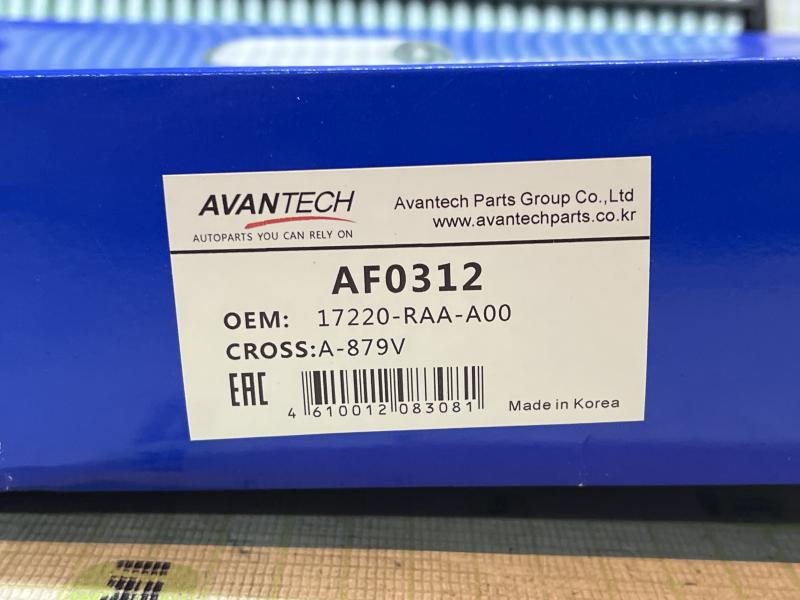 AVANTECH
AUTOPARTS YOU CAN RELY ON
Avantech Parts Group Co.,Ltd
www.avantechparts.co.kr
AF0312
OEM: 17220-RAA-A00
CROSS:A-879V
EAC
4 610012 083081
Made in Korea